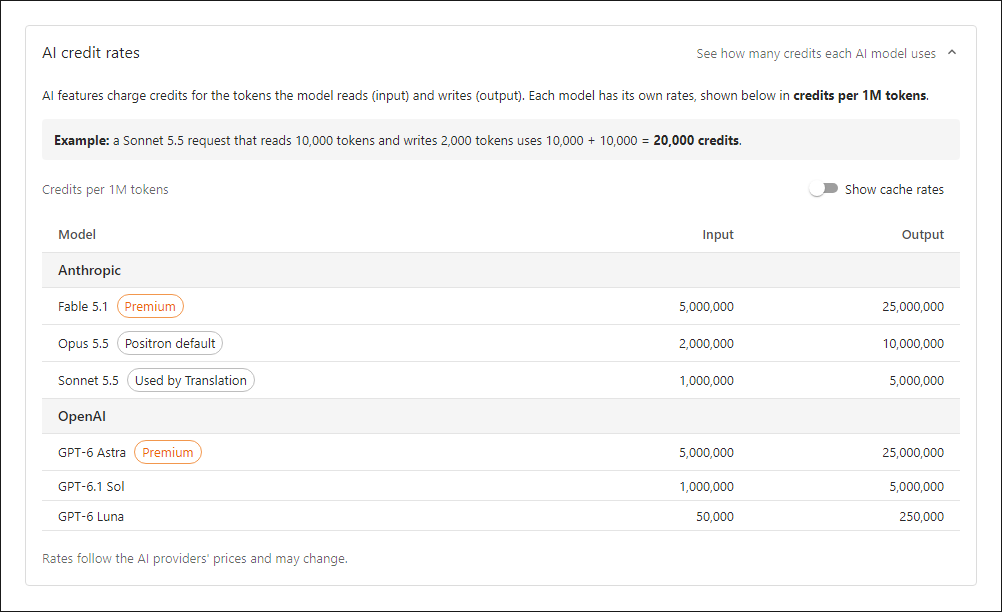 AI credit rates
See how many credits each AI model uses
AI features charge credits for the tokens the model reads (input) and writes (output). Each model has its own rates, shown below in credits per 1M tokens.
Example: a Sonnet 5.5 request that reads 10,000 tokens and writes 2,000 tokens uses 10,000 + 10,000 = 20,000 credits.
Credits per 1M tokens
Show cache rates
Model Input Output
Anthropic
Fable 5.1 Premium 5,000,000 25,000,000
Opus 5.5 Positron default 2,000,000 10,000,000
Sonnet 5.5 Used by Translation 1,000,000 5,000,000
OpenAI
GPT-6 Astra Premium 5,000,000 25,000,000
GPT-6.1 Sol 1,000,000 5,000,000
GPT-6 Luna 50,000 250,000
Rates follow the AI providers' prices and may change.